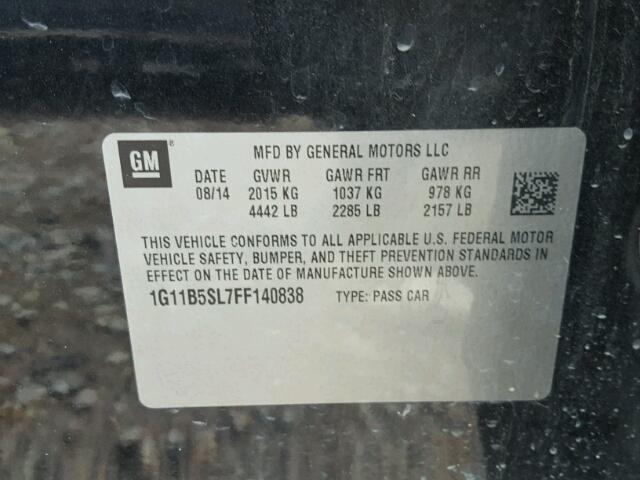 GM
MFD BY GENERAL MOTORS LLC
DATE GVWR GAWR FRT GAWR RR
08/14 2015 KG 1037 KG 978 KG
4442 LB 2285 LB 2157 LB
THIS VEHICLE CONFORMS TO ALL APPLICABLE U.S. FEDERAL MOTOR
VEHICLE SAFETY, BUMPER, AND THEFT PREVENTION STANDARDS IN
EFFECT ON THE DATE OF MANUFACTURE SHOWN ABOVE.
1G11B5SL7FF140838 TYPE: PASS CAR